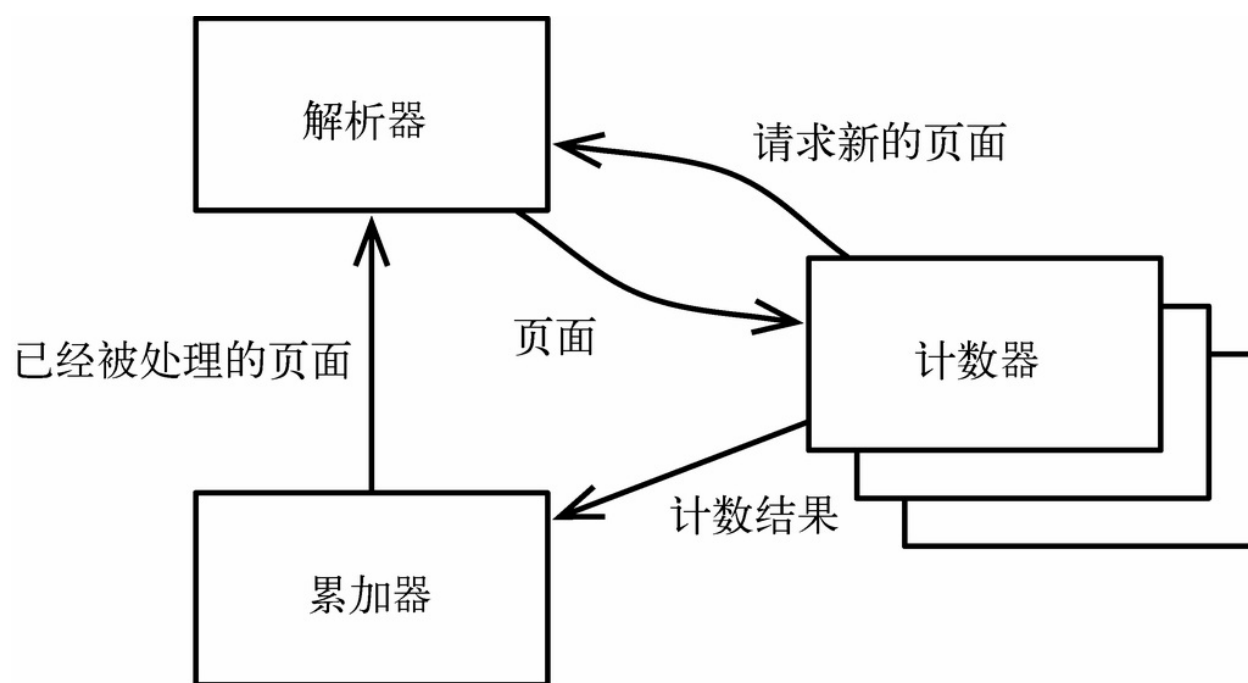 解析器
请求新的页面
页面
已经被处理的页面
计数器
计数结果
累加器